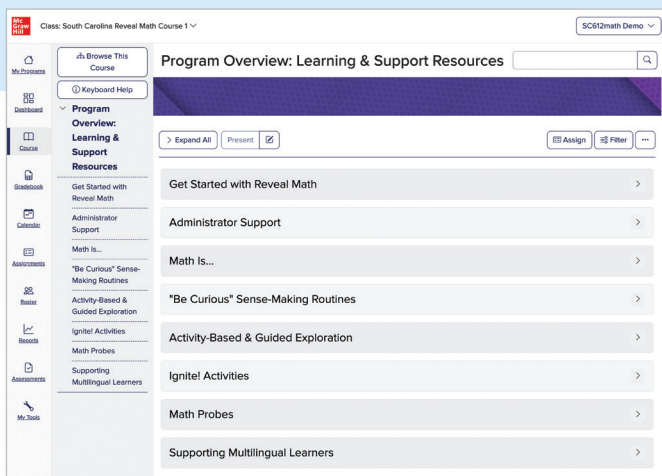 Mc
Graw
Hill
Class: South Carolina Reveal Math Course 1
SC612math Demo
My Programs
Dashboard
Course
Gradebook
Calendar
Assignments
Roster
Reports
Assessments
My Tools
Browse This
Course
Keyboard Help
Program
Overview:
Learning &
Support
Resources
Get Started with
Reveal Math
Administrator
Support
Math Is...
"Be Curious" Sense-
Making Routines
Activity-Based &
Guided Exploration
Ignite! Activities
Math Probes
Supporting
Multilingual Learners
Program Overview: Learning & Support Resources
Expand All
Present
Assign
Filter
Get Started with Reveal Math
Administrator Support
Math Is...
"Be Curious" Sense-Making Routines
Activity-Based & Guided Exploration
Ignite! Activities
Math Probes
Supporting Multilingual Learners